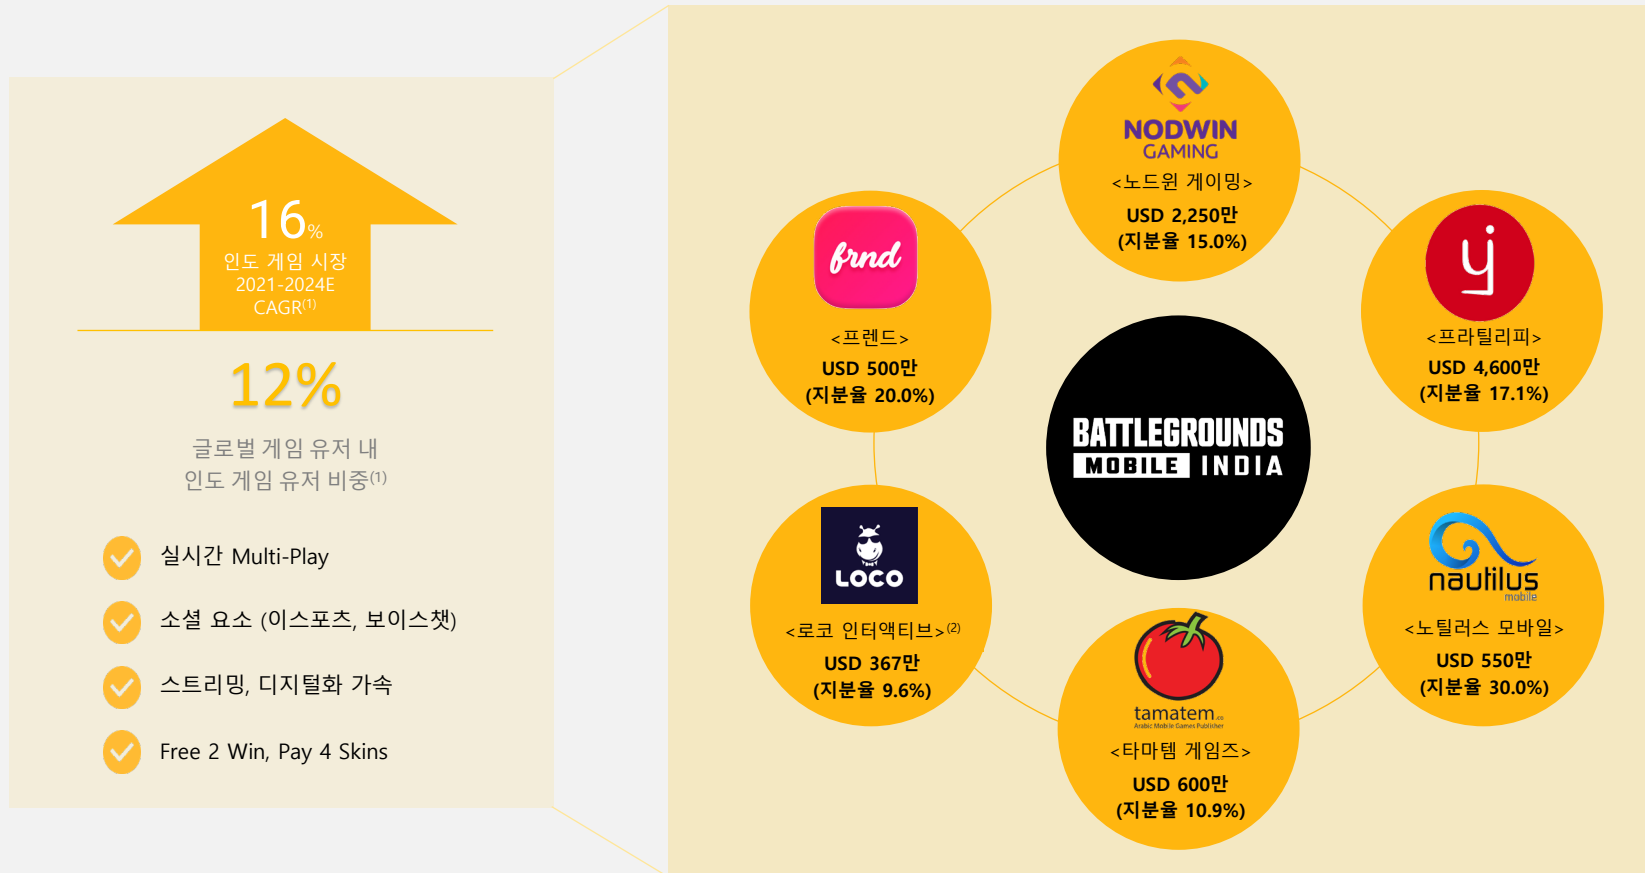 16%
인도 게임 시장
2021-2024E
CAGR(1)
12%
글로벌 게임 유저 내
인도 게임 유저 비중(1)
실시간 Multi-Play
소셜 요소 (이스포츠, 보이스챗)
스트리밍, 디지털화 가속
Free 2 Win, Pay 4 Skins
NODWIN
GAMING
<노드윈 게이밍>
USD 2,250만
(지분율 15.0%)
frnd
<프렌드>
USD 500만
(지분율 20.0%)
yj
<프라틸리피>
USD 4,600만
(지분율 17.1%)
BATTLEGROUNDS
MOBILE INDIA
LOCO
<로코 인터액티브>(2)
USD 367만
(지분율 9.6%)
nautilus
mobile
<노틸러스 모바일>
USD 550만
(지분율 30.0%)
tamatem.co
Arabic Mobile Games Publisher
<타마템 게임즈>
USD 600만
(지분율 10.9%)